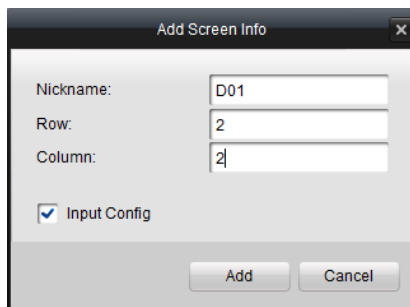 Add Screen Info
Nickname: D01
Row: 2
Column: 2
Input Config
Add Cancel